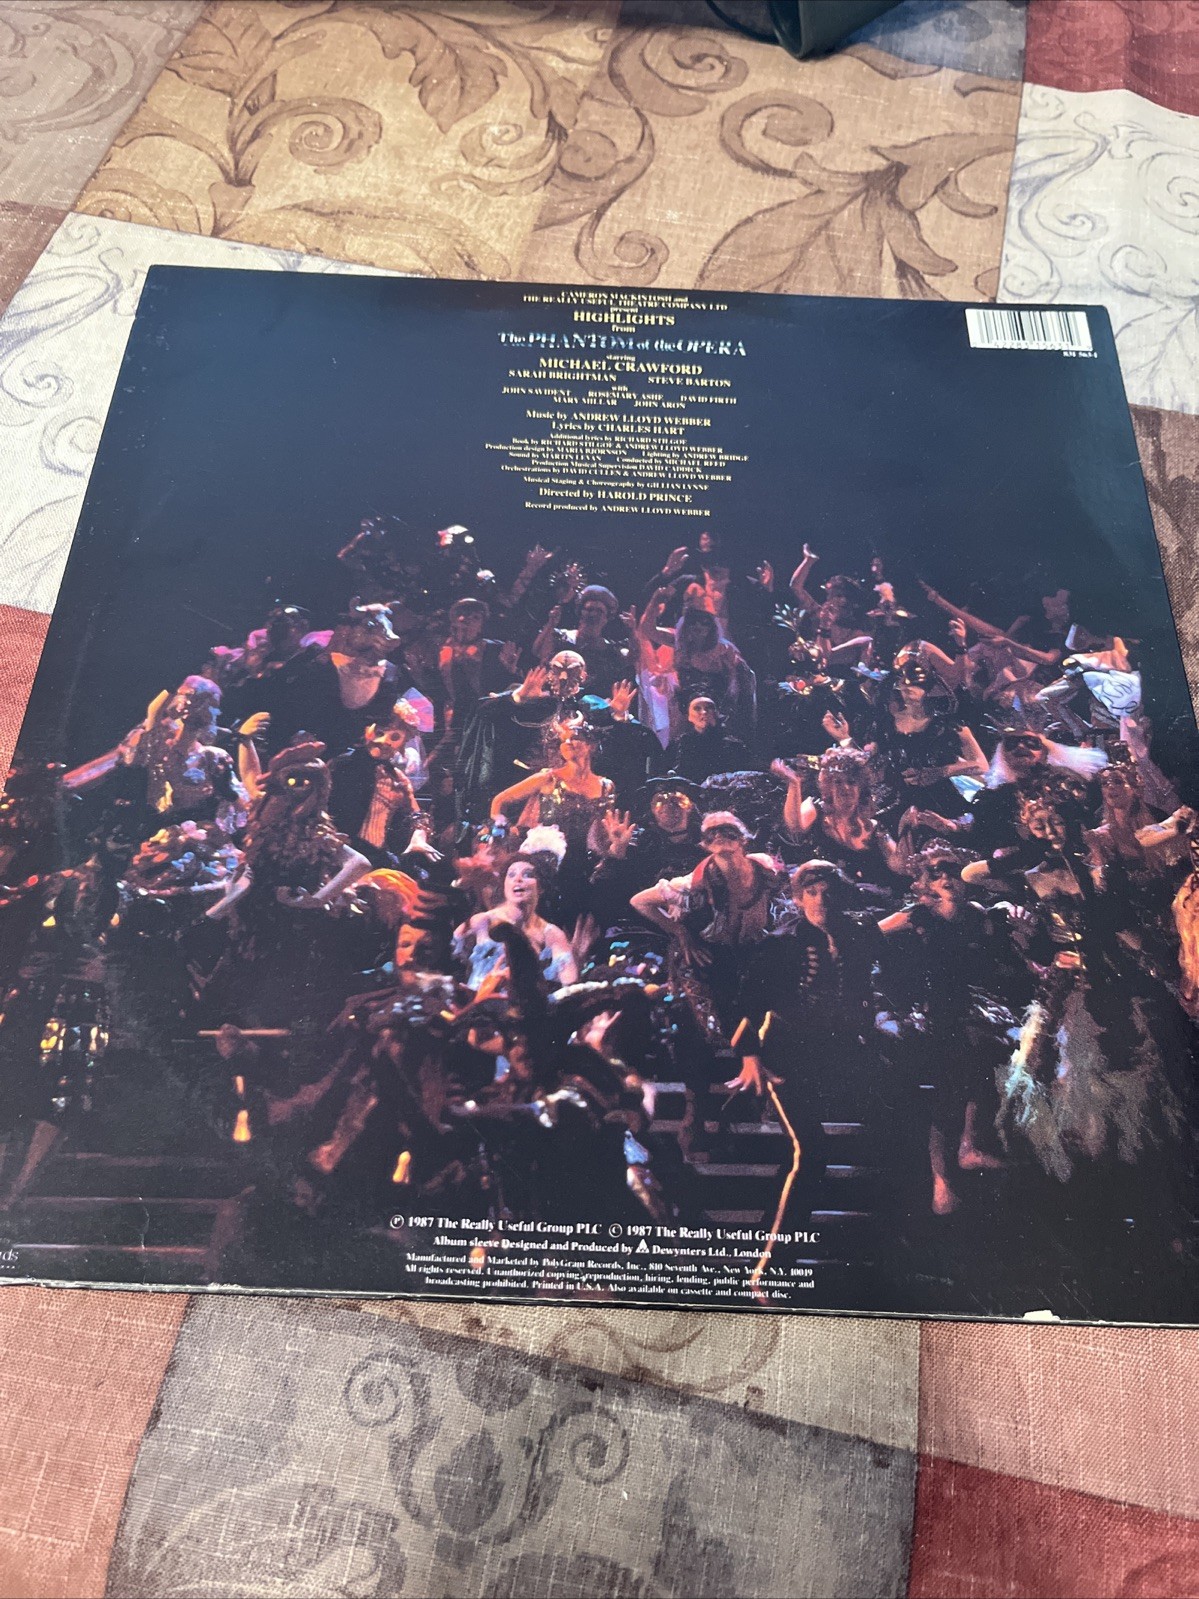 CAMERON MACKINTOSH and
THE REALLY USEFUL THEATRE COMPANY LTD
present
HIGHLIGHTS
from
The PHANTOM of the OPERA
starring
MICHAEL CRAWFORD
SARAH BRIGHTMAN STEVE BARTON
with
JOHN SAVIDENT ROSEMARY ASHE DAVID FIRTH
MARY MILLAR JOHN ARON
Music by ANDREW LLOYD WEBBER
Lyrics by CHARLES HART
Additional lyrics by RICHARD STILGOE
Book by RICHARD STILGOE & ANDREW LLOYD WEBBER
Production design by MARIA BJORNSON Lighting by ANDREW BRIDGE
Sound by MARTIN LEVAN Conducted by MICHAEL REED
Production Musical Supervision DAVID CADDICK
Orchestrations by DAVID CULLEN & ANDREW LLOYD WEBBER
Musical Staging & Choreography by GILLIAN LYNNE
Directed by HAROLD PRINCE
Record produced by ANDREW LLOYD WEBBER
831 563-1
℗ 1987 The Really Useful Group PLC © 1987 The Really Useful Group PLC
Album sleeve Designed and Produced by Dewynters Ltd., London
Manufactured and Marketed by PolyGram Records, Inc., 810 Seventh Ave., New York, N.Y. 10019
All rights reserved. Unauthorized copying, reproduction, hiring, lending, public performance and
broadcasting prohibited. Printed in U.S.A. Also available on cassette and compact disc.